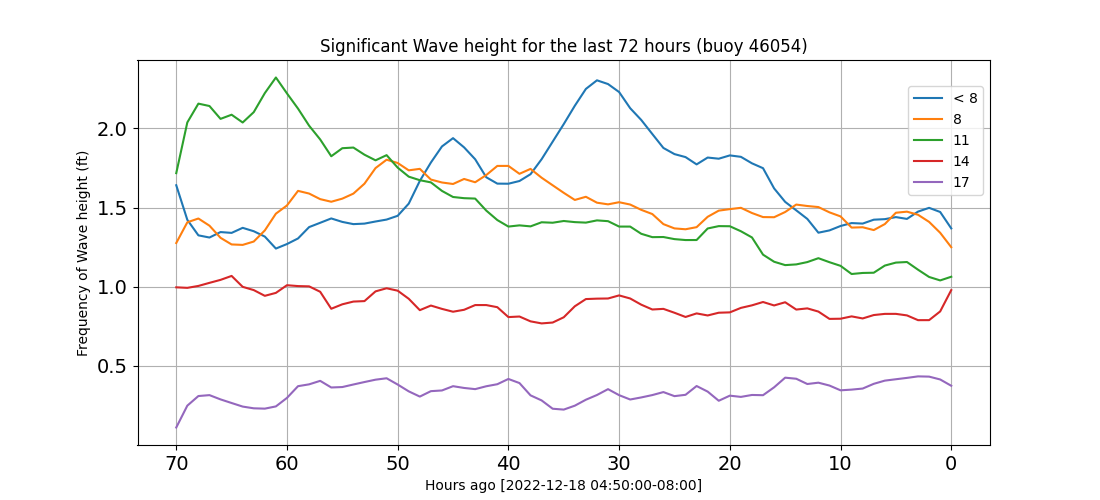 Significant Wave height for the last 72 hours (buoy 46054)
Frequency of Wave height (ft)
2.0
1.5
1.0
0.5
< 8
8
11
14
17
70 60 50 40 30 20 10 0
Hours ago [2022-12-18 04:50:00-08:00]